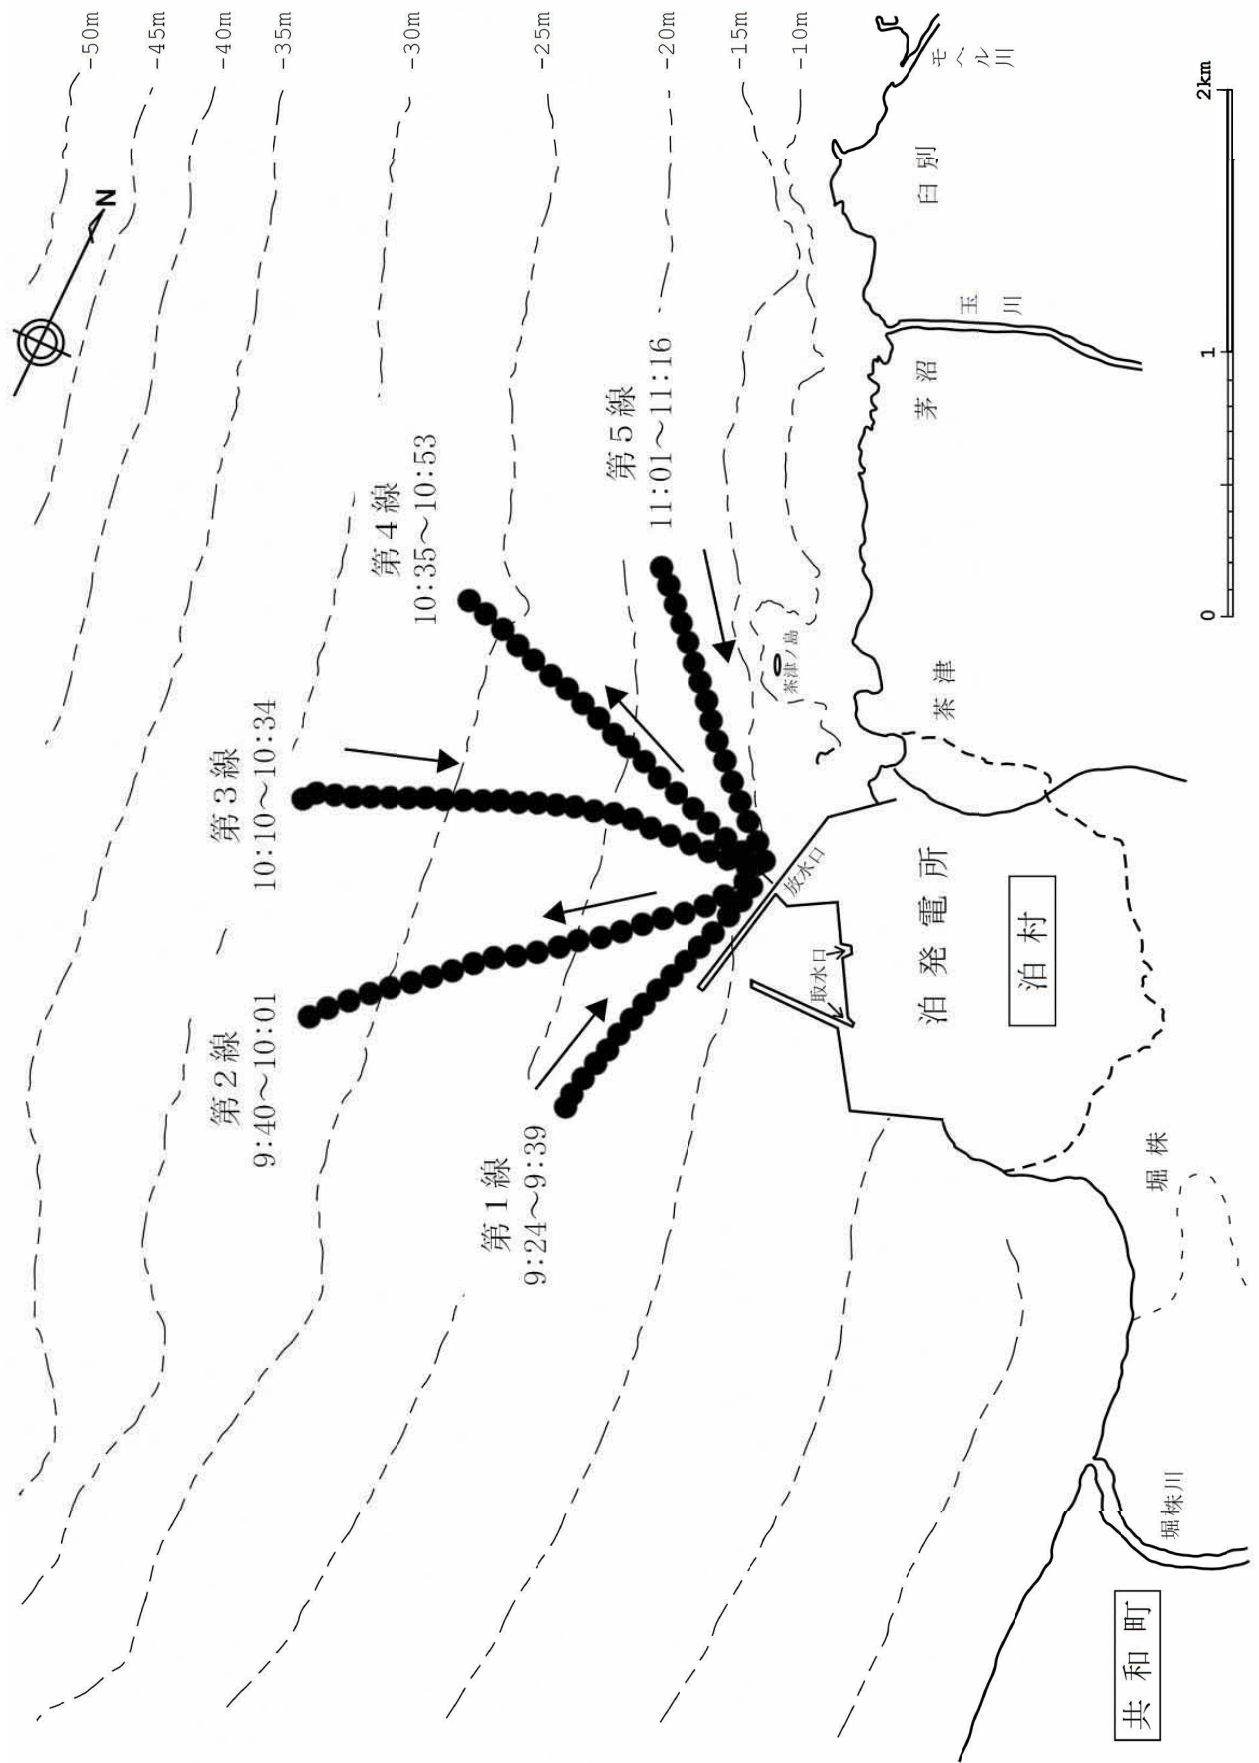 -50m
-45m
-40m
-35m
-30m
-25m
-20m
-15m
-10m
N
モヘル川
2km
1
0
臼別
玉川
茅沼
第5線
11:01～11:16
第4線
10:35～10:53
茶津ノ島
茶津
第3線
10:10～10:34
放水口
取水口
泊発電所
泊村
第2線
9:40～10:01
第1線
9:24～9:39
堀株
堀株川
共和町